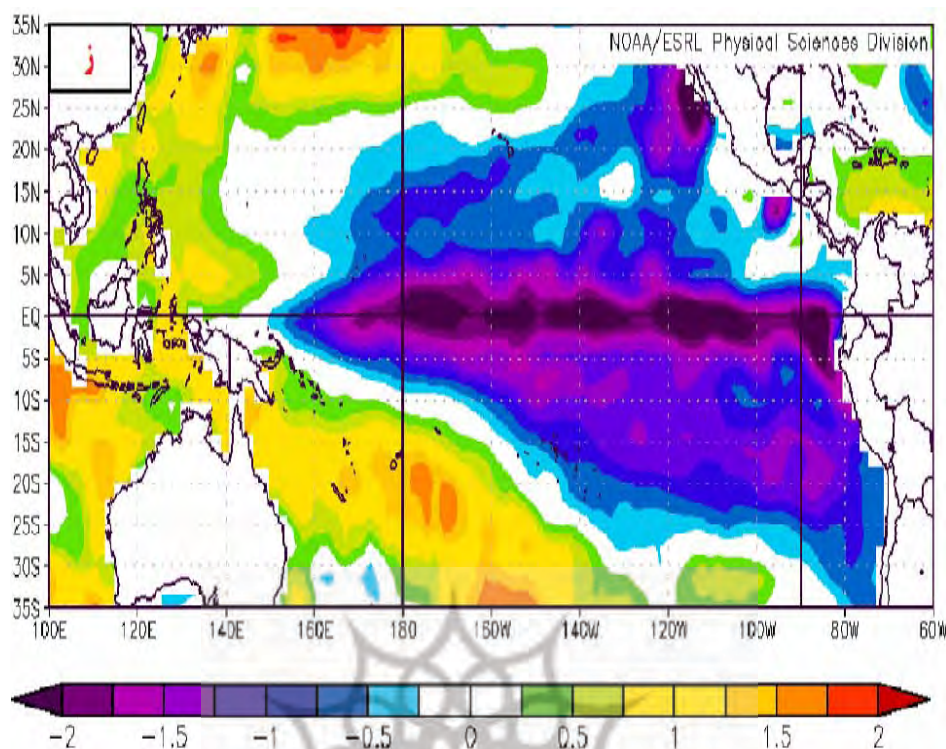 35N
ز
NOAA/ESRL Physical Sciences Division
30N
25N
20N
15N
10N
5N
EQ
5S
10S
15S
20S
25S
30S
35S
100E 120E 140E 160E 180 160W 140W 120W 100W 80W 60W
-2 -1.5 -1 -0.5 0 0.5 1 1.5 2